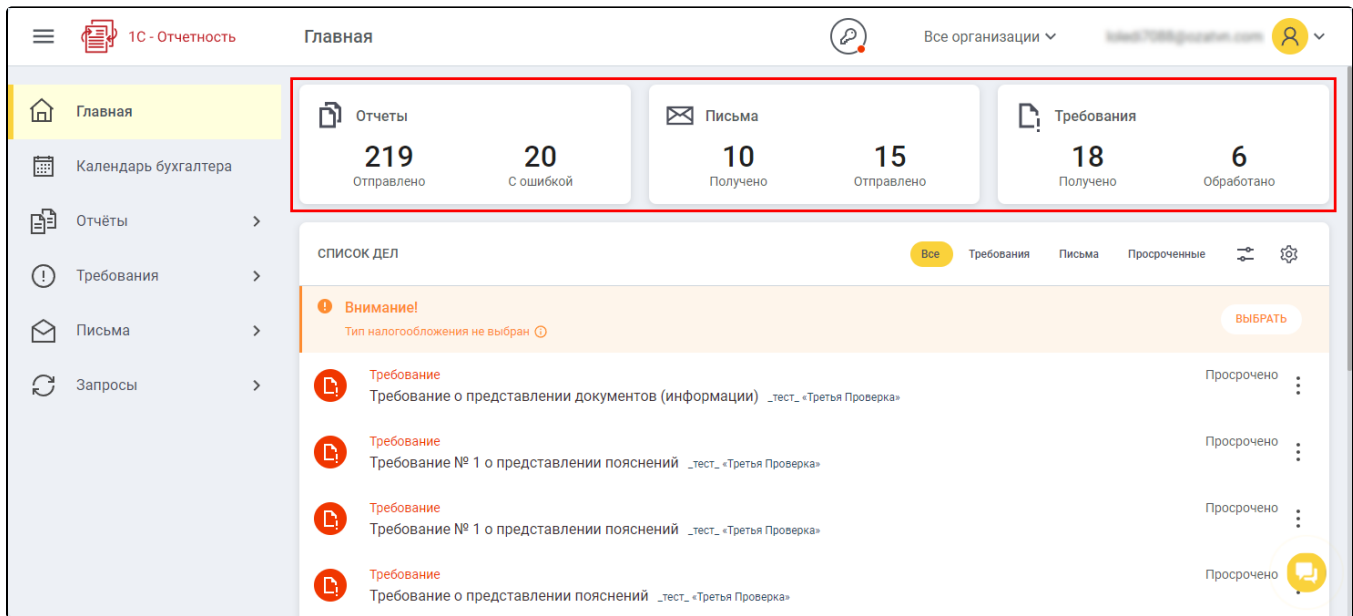 1С - Отчетность
Главная
Все организации
Главная
Календарь бухгалтера
Отчёты
Требования
Письма
Запросы
Отчеты
219
Отправлено
20
С ошибкой
Письма
10
Получено
15
Отправлено
Требования
18
Получено
6
Обработано
СПИСОК ДЕЛ
Все
Требования
Письма
Просроченные
Внимание!
Тип налогообложения не выбран
ВЫБРАТЬ
Требование
Просрочено
Требование о представлении документов (информации) _тест_ «Третья Проверка»
Требование
Просрочено
Требование № 1 о представлении пояснений _тест_ «Третья Проверка»
Требование
Просрочено
Требование № 1 о представлении пояснений _тест_ «Третья Проверка»
Требование
Просрочено
Требование о представлении пояснений _тест_ «Третья Проверка»